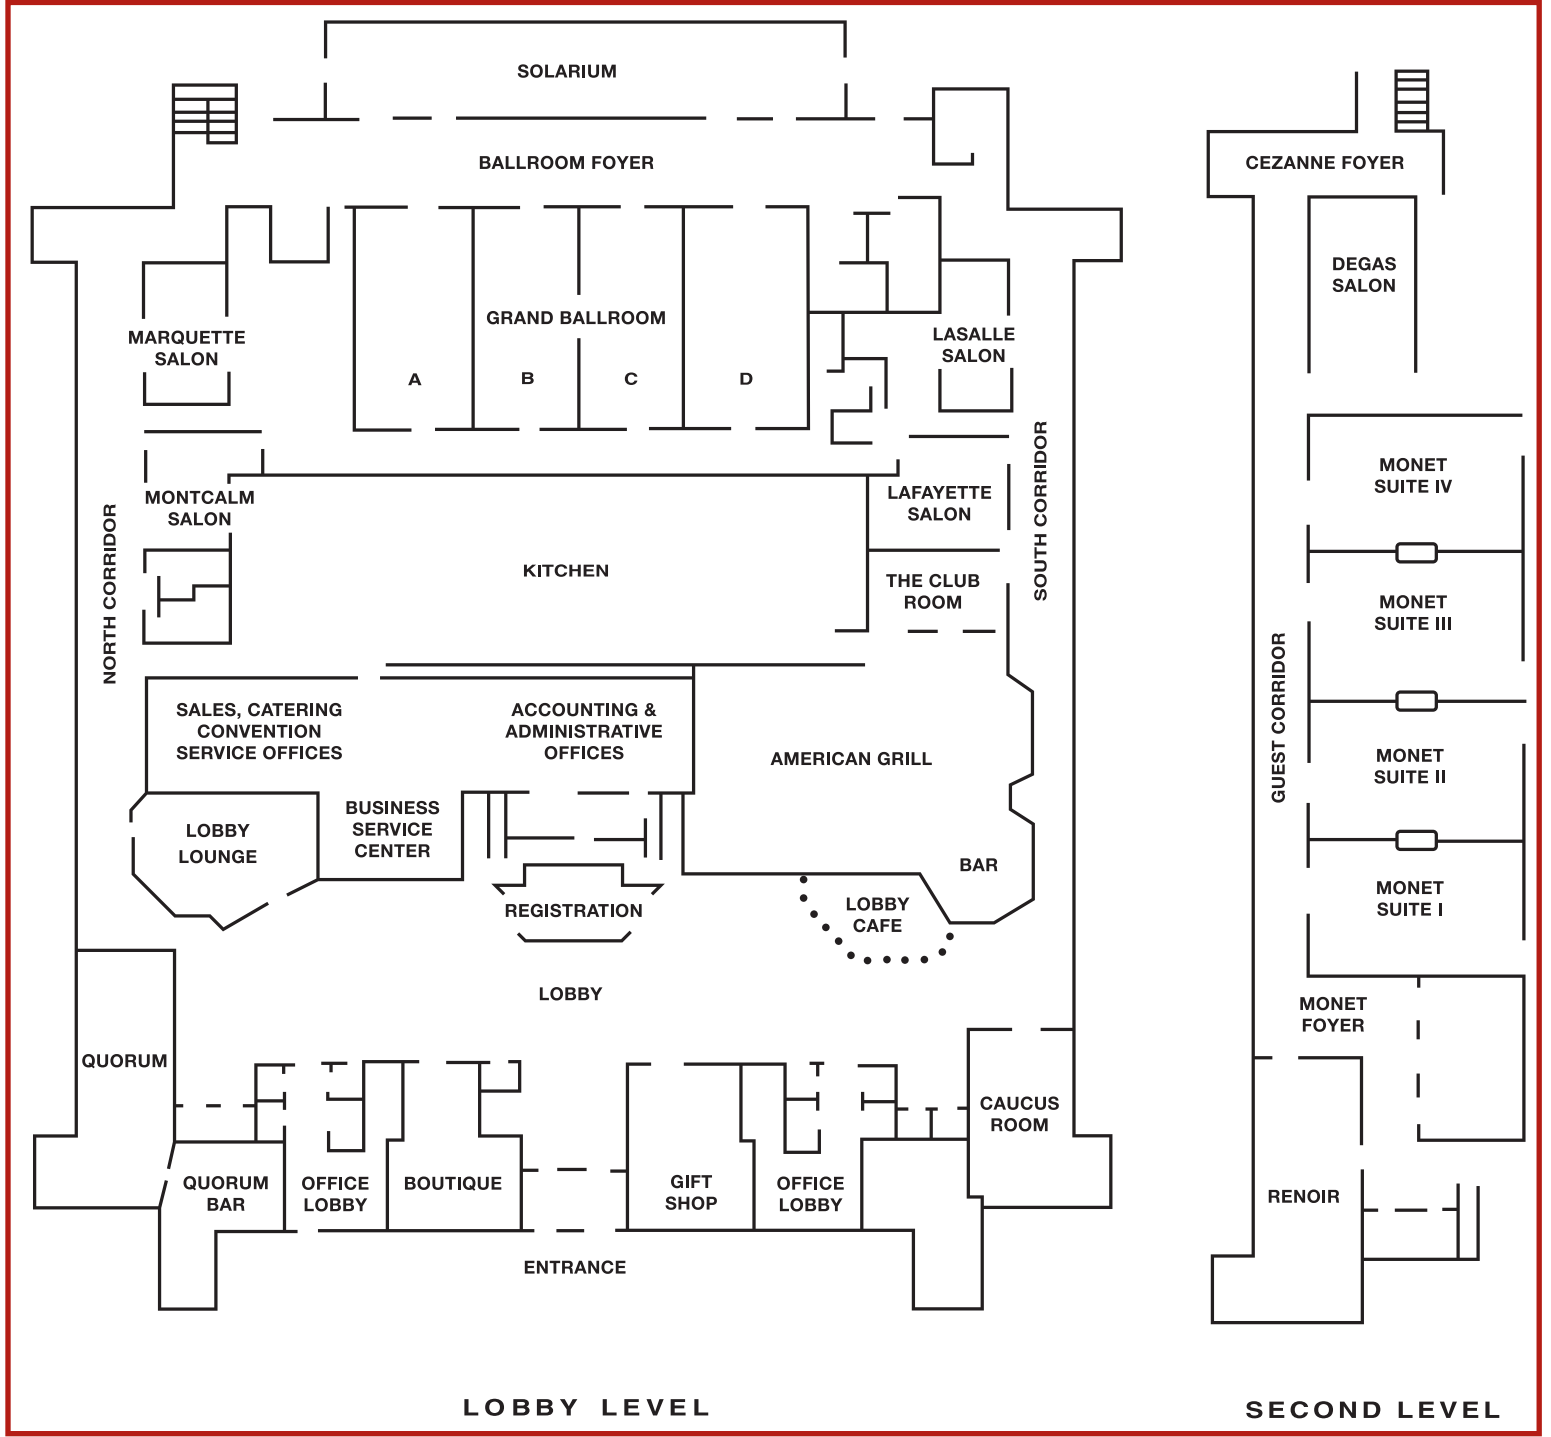 SOLARIUM
BALLROOM FOYER
GRAND BALLROOM
A
B
C
D
MARQUETTE
SALON
LASALLE
SALON
MONTCALM
SALON
LAFAYETTE
SALON
NORTH CORRIDOR
SOUTH CORRIDOR
KITCHEN
THE CLUB
ROOM
SALES, CATERING
CONVENTION
SERVICE OFFICES
ACCOUNTING &
ADMINISTRATIVE
OFFICES
AMERICAN GRILL
LOBBY
LOUNGE
BUSINESS
SERVICE
CENTER
BAR
REGISTRATION
LOBBY
CAFE
LOBBY
QUORUM
CAUCUS
ROOM
QUORUM
BAR
OFFICE
LOBBY
BOUTIQUE
GIFT
SHOP
OFFICE
LOBBY
ENTRANCE
LOBBY LEVEL
CEZANNE FOYER
DEGAS
SALON
MONET
SUITE IV
MONET
SUITE III
GUEST CORRIDOR
MONET
SUITE II
MONET
SUITE I
MONET
FOYER
RENOIR
SECOND LEVEL